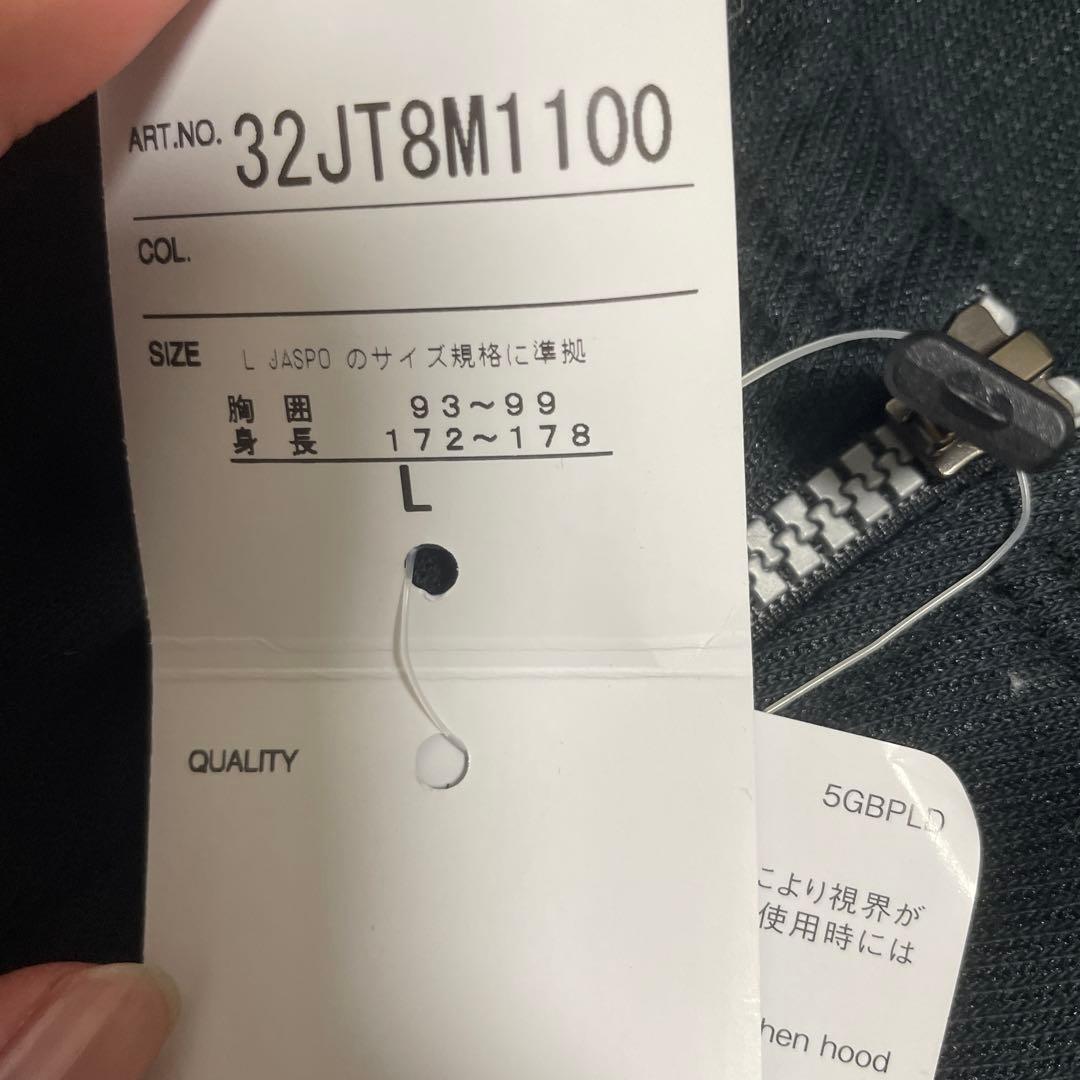 ART.NO. 32JT8M1100
COL.
SIZE L JASPO のサイズ規格に準拠
胸 囲 93～99
身 長 172～178
L
QUALITY
5GBPLD
により視界が
使用時には
hen hood